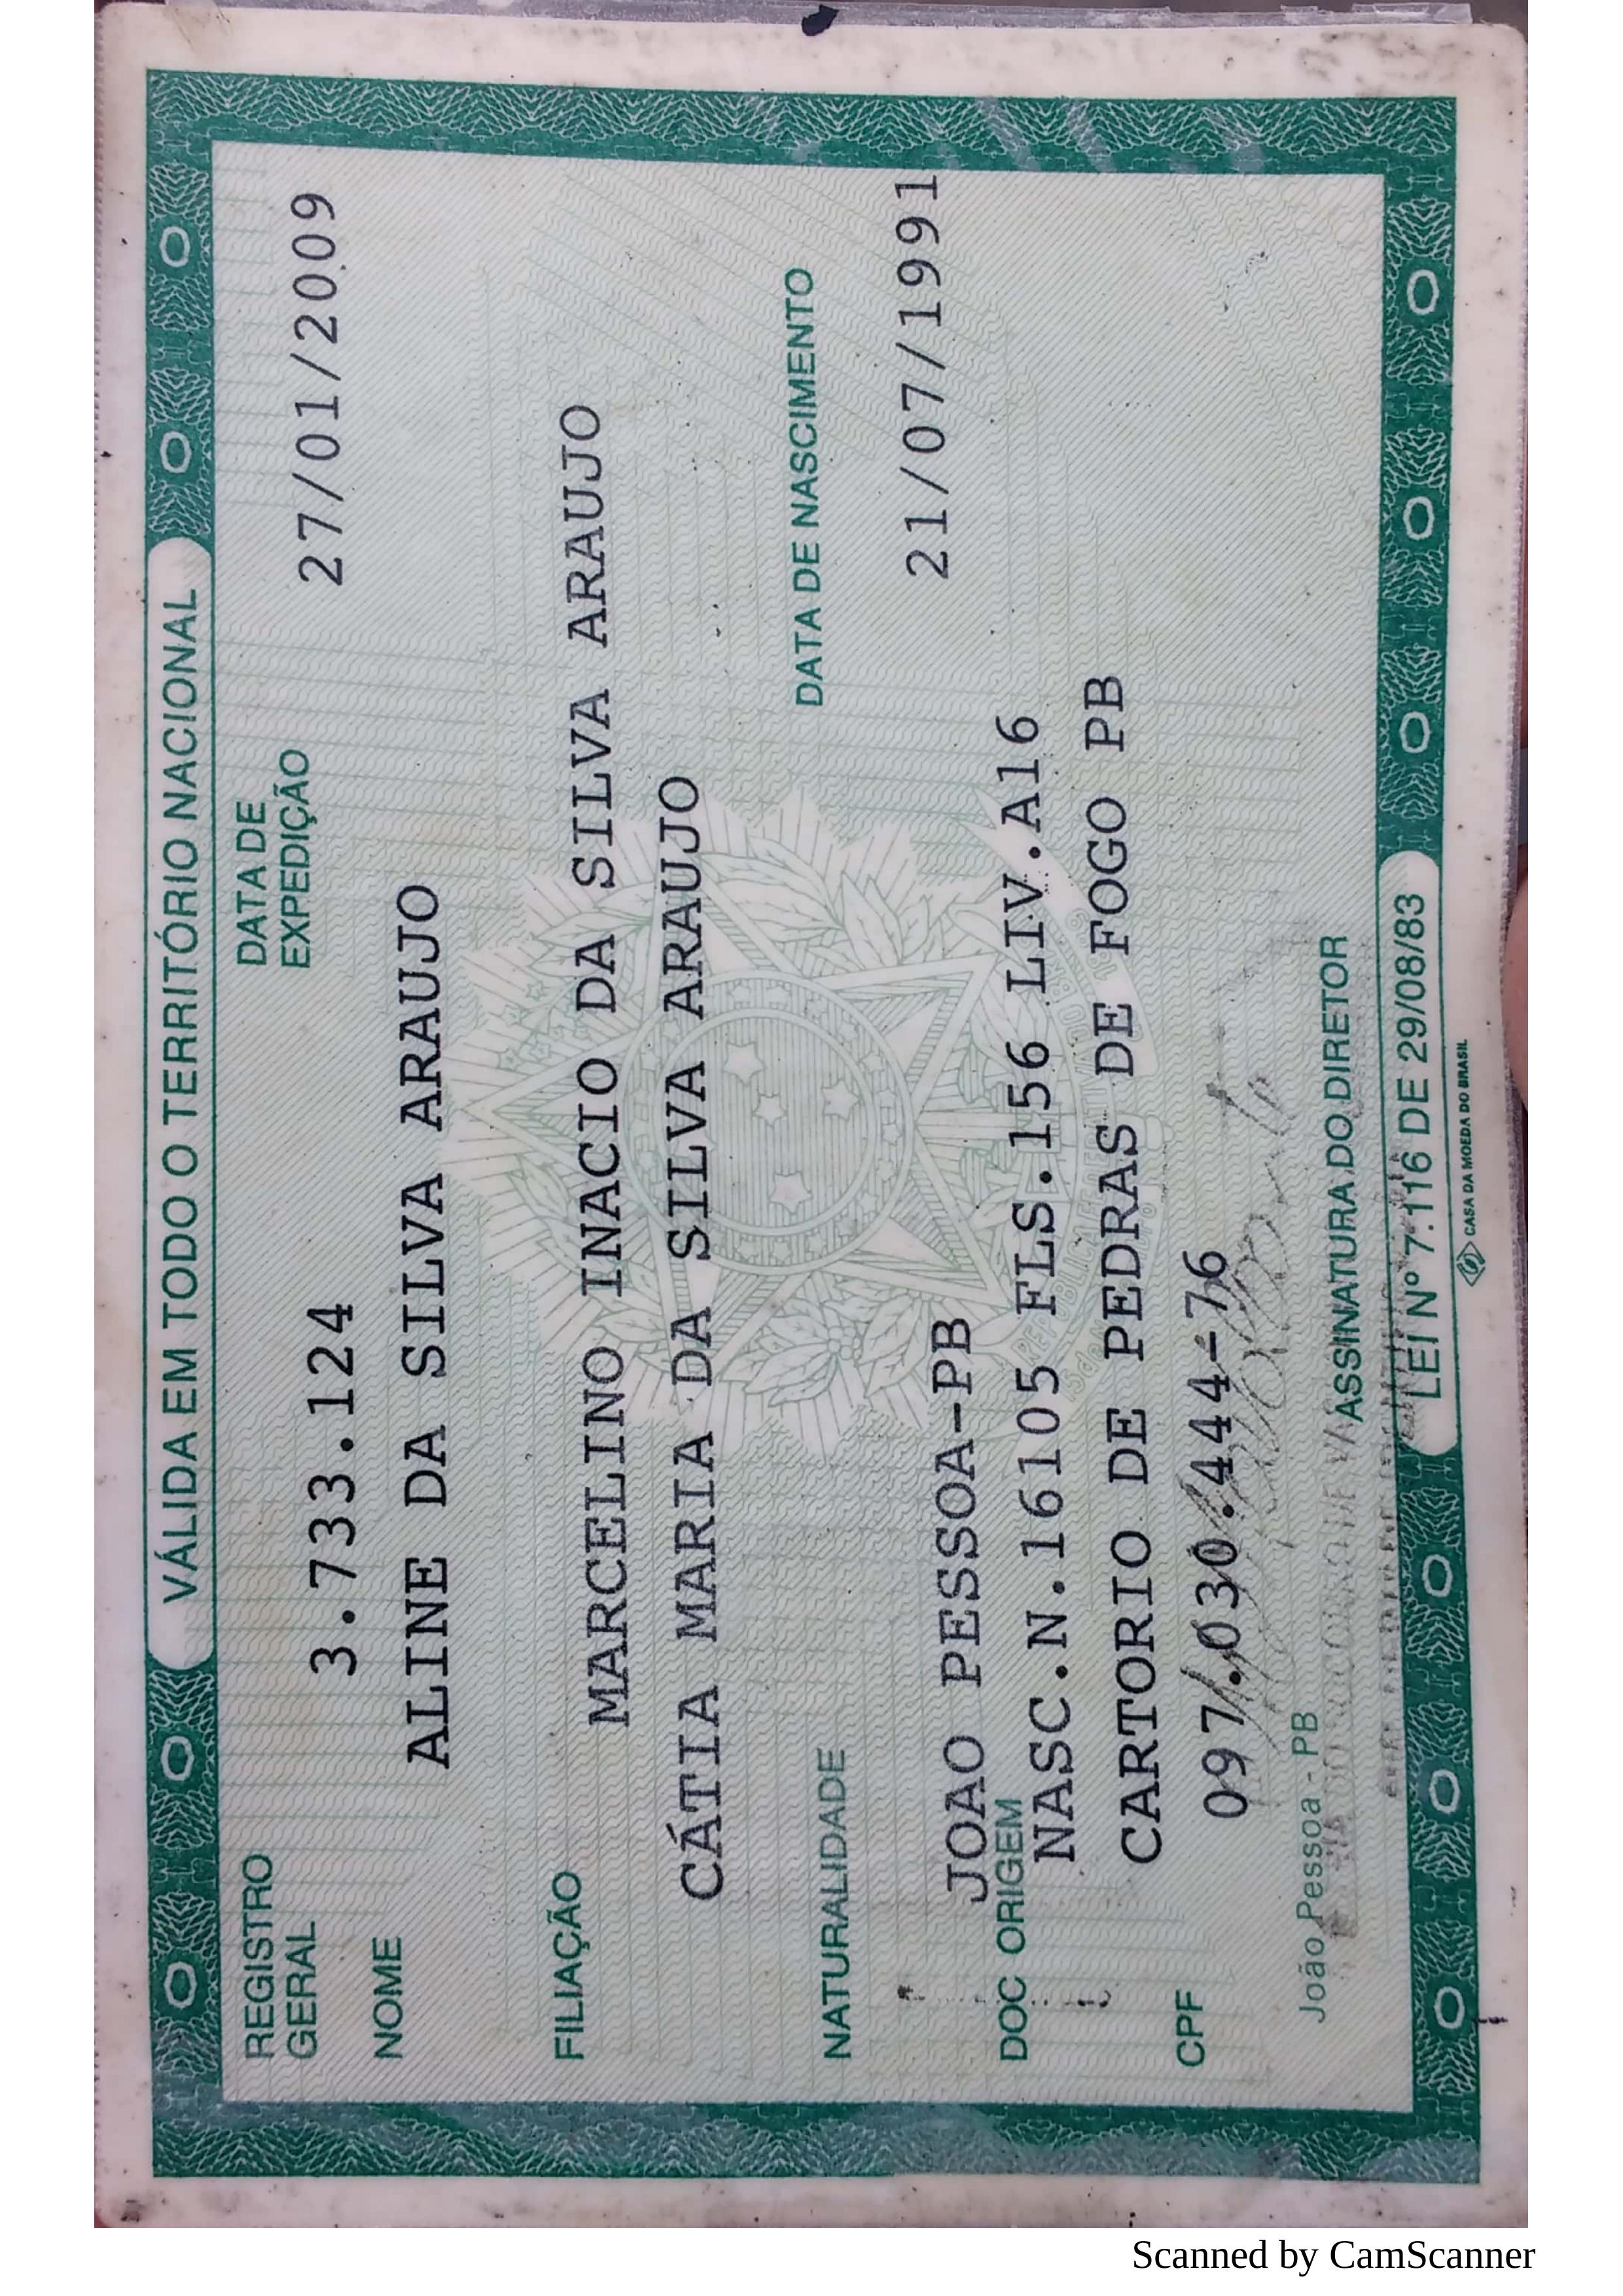 VÁLIDA EM TODO O TERRITÓRIO NACIONAL
REGISTRO GERAL 3.733.124 DATA DE EXPEDIÇÃO 27/01/2009
NOME ALINE DA SILVA ARAUJO
FILIAÇÃO MARCELINO INACIO DA SILVA ARAUJO
CÁTIA MARIA DA SILVA ARAUJO
NATURALIDADE DATA DE NASCIMENTO
JOAO PESSOA-PB 21/07/1991
DOC ORIGEM NASC.N.16105 FLS.156 LIV.A16
CARTORIO DE PEDRAS DE FOGO PB
CPF 097.030.444-76
João Pessoa - PB
ASSINATURA DO DIRETOR
LEI Nº 7.116 DE 29/08/83
CASA DA MOEDA DO BRASIL
Scanned by CamScanner